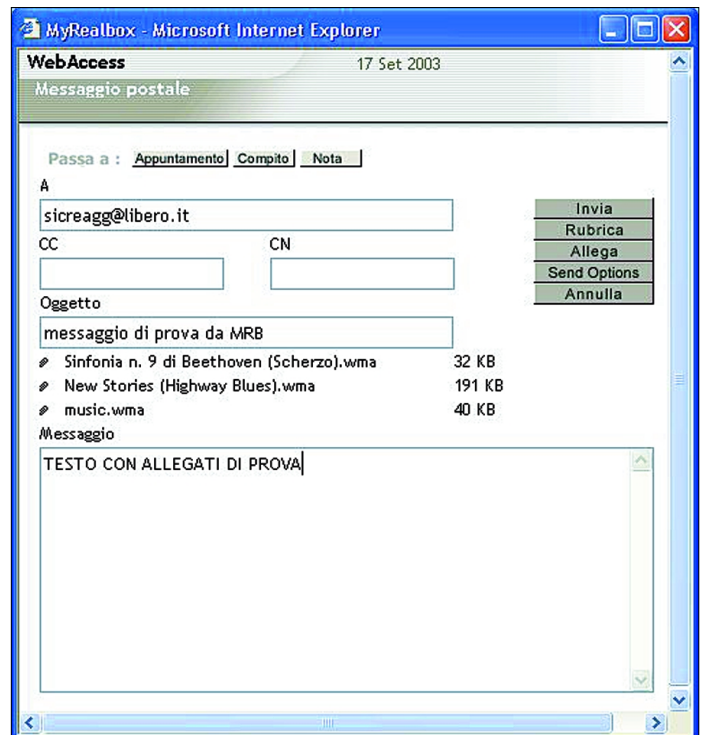 MyRealbox - Microsoft Internet Explorer
WebAccess 17 Set 2003
Messaggio postale
Passa a : Appuntamento Compito Nota
A
sicreagg@libero.it
Invia
Rubrica
CC CN
Allega
Send Options
Annulla
Oggetto
messaggio di prova da MRB
Sinfonia n. 9 di Beethoven (Scherzo).wma 32 KB
New Stories (Highway Blues).wma 191 KB
music.wma 40 KB
Messaggio
TESTO CON ALLEGATI DI PROVA